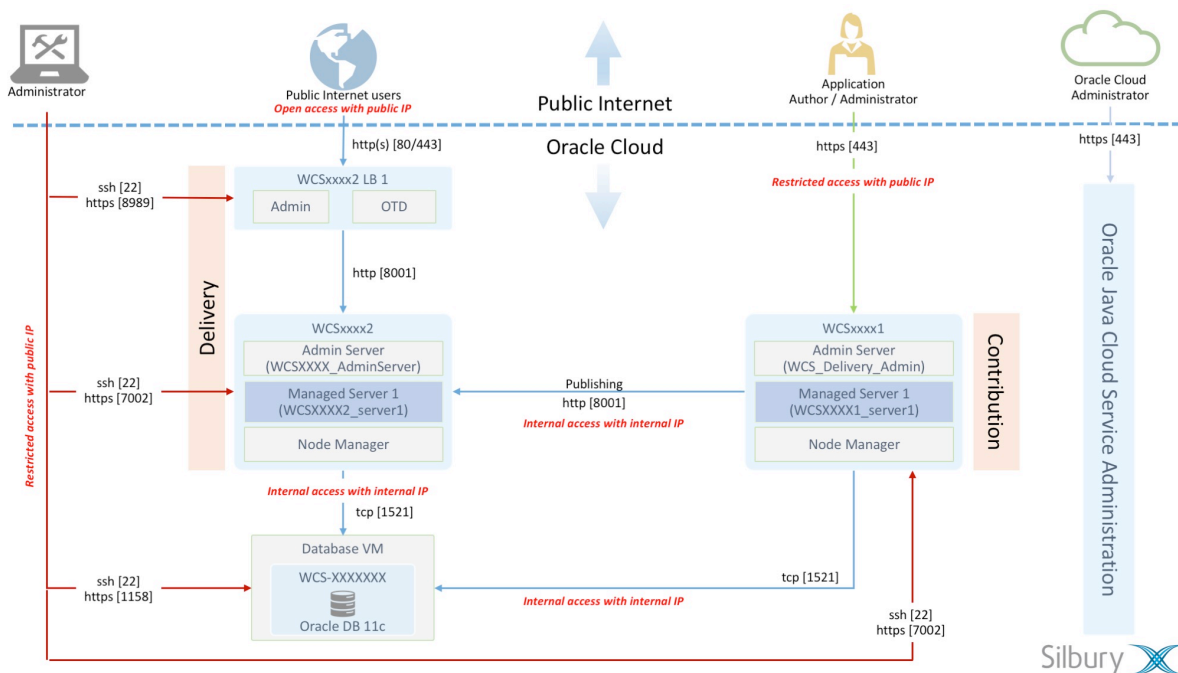 Administrator
Public Internet users
Open access with public IP
Public Internet
Application
Author / Administrator
Oracle Cloud
Administrator
Oracle Cloud
http(s) [80/443]
https [443]
https [443]
Restricted access with public IP
ssh [22]
https [8989]
WCSxxxx2 LB 1
Admin
OTD
http [8001]
Delivery
Restricted access with public IP
WCSxxxx2
Admin Server
(WCSXXXX_AdminServer)
Managed Server 1
(WCSXXXX2_server1)
Node Manager
ssh [22]
https [7002]
Publishing
http [8001]
Internal access with internal IP
WCSxxxx1
Admin Server
(WCS_Delivery_Admin)
Managed Server 1
(WCSXXXX1_server1)
Node Manager
Contribution
Oracle Java Cloud Service Administration
Internal access with internal IP
tcp [1521]
Database VM
WCS-XXXXXXX
Oracle DB 11c
ssh [22]
https [1158]
tcp [1521]
Internal access with internal IP
ssh [22]
https [7002]
Silbury